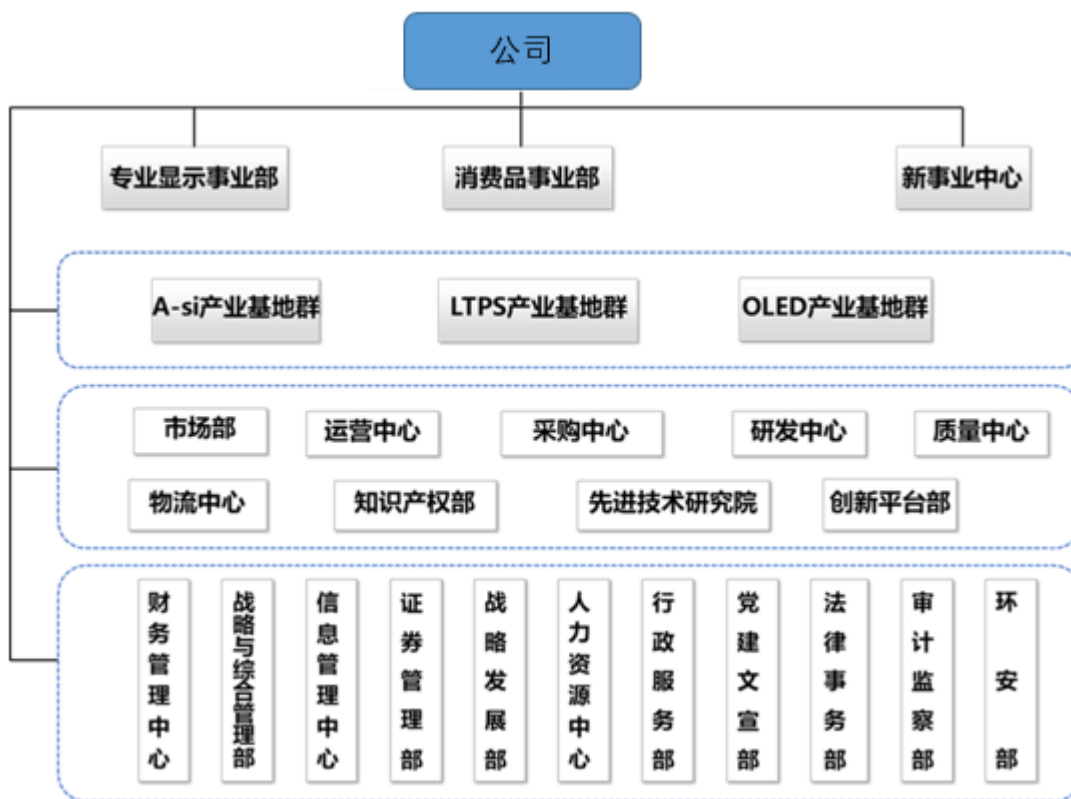 公司
专业显示事业部
消费品事业部
新事业中心
A-si产业基地群
LTPS产业基地群
OLED产业基地群
市场部
运营中心
采购中心
研发中心
质量中心
物流中心
知识产权部
先进技术研究院
创新平台部
财务管理中心
战略与综合管理部
信息管理中心
证券管理部
战略发展部
人力资源中心
行政服务部
党建文宣部
法律事务部
审计监察部
环安部